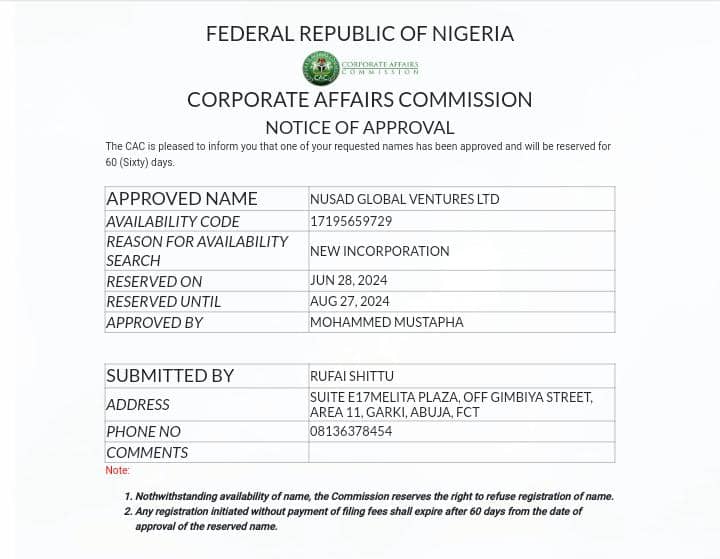 FEDERAL REPUBLIC OF NIGERIA
CORPORATE AFFAIRS
COMMISSION
CORPORATE AFFAIRS COMMISSION
NOTICE OF APPROVAL
The CAC is pleased to inform you that one of your requested names has been approved and will be reserved for
60 (Sixty) days.
APPROVED NAME NUSAD GLOBAL VENTURES LTD
AVAILABILITY CODE 17195659729
REASON FOR AVAILABILITY
SEARCH NEW INCORPORATION
RESERVED ON JUN 28, 2024
RESERVED UNTIL AUG 27, 2024
APPROVED BY MOHAMMED MUSTAPHA
SUBMITTED BY RUFAI SHITTU
ADDRESS SUITE E17MELITA PLAZA, OFF GIMBIYA STREET,
AREA 11, GARKI, ABUJA, FCT
PHONE NO 08136378454
COMMENTS
Note:
1. Nothwithstanding availability of name, the Commission reserves the right to refuse registration of name.
2. Any registration initiated without payment of filing fees shall expire after 60 days from the date of
approval of the reserved name.